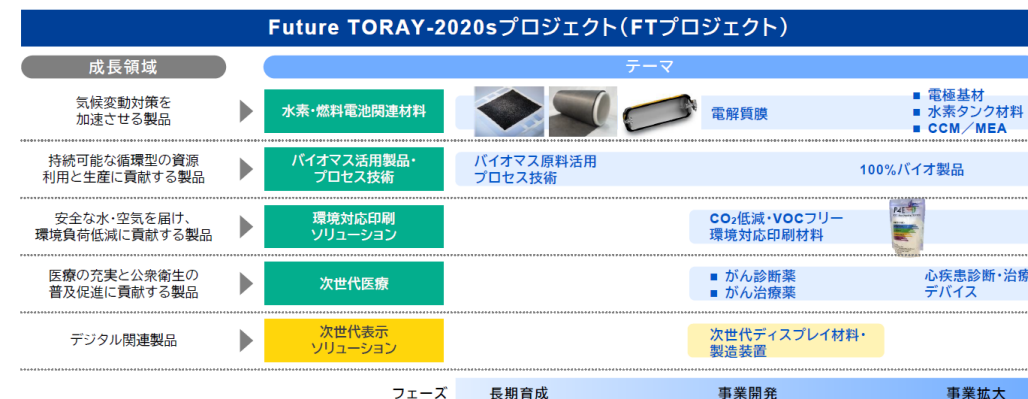 Future TORAY-2020sプロジェクト(FTプロジェクト)
成長領域
テーマ
気候変動対策を
加速させる製品
水素・燃料電池関連材料
電解質膜
■ 電極基材
■ 水素タンク材料
■ CCM/MEA
持続可能な循環型の資源
利用と生産に貢献する製品
バイオマス活用製品・
プロセス技術
バイオマス原料活用
プロセス技術
100%バイオ製品
安全な水・空気を届け、
環境負荷低減に貢献する製品
環境対応印刷
ソリューション
CO₂低減・VOCフリー
環境対応印刷材料
医療の充実と公衆衛生の
普及促進に貢献する製品
次世代医療
■ がん診断薬
■ がん治療薬
心疾患診断・治療
デバイス
デジタル関連製品
次世代表示
ソリューション
次世代ディスプレイ材料・
製造装置
フェーズ
長期育成
事業開発
事業拡大